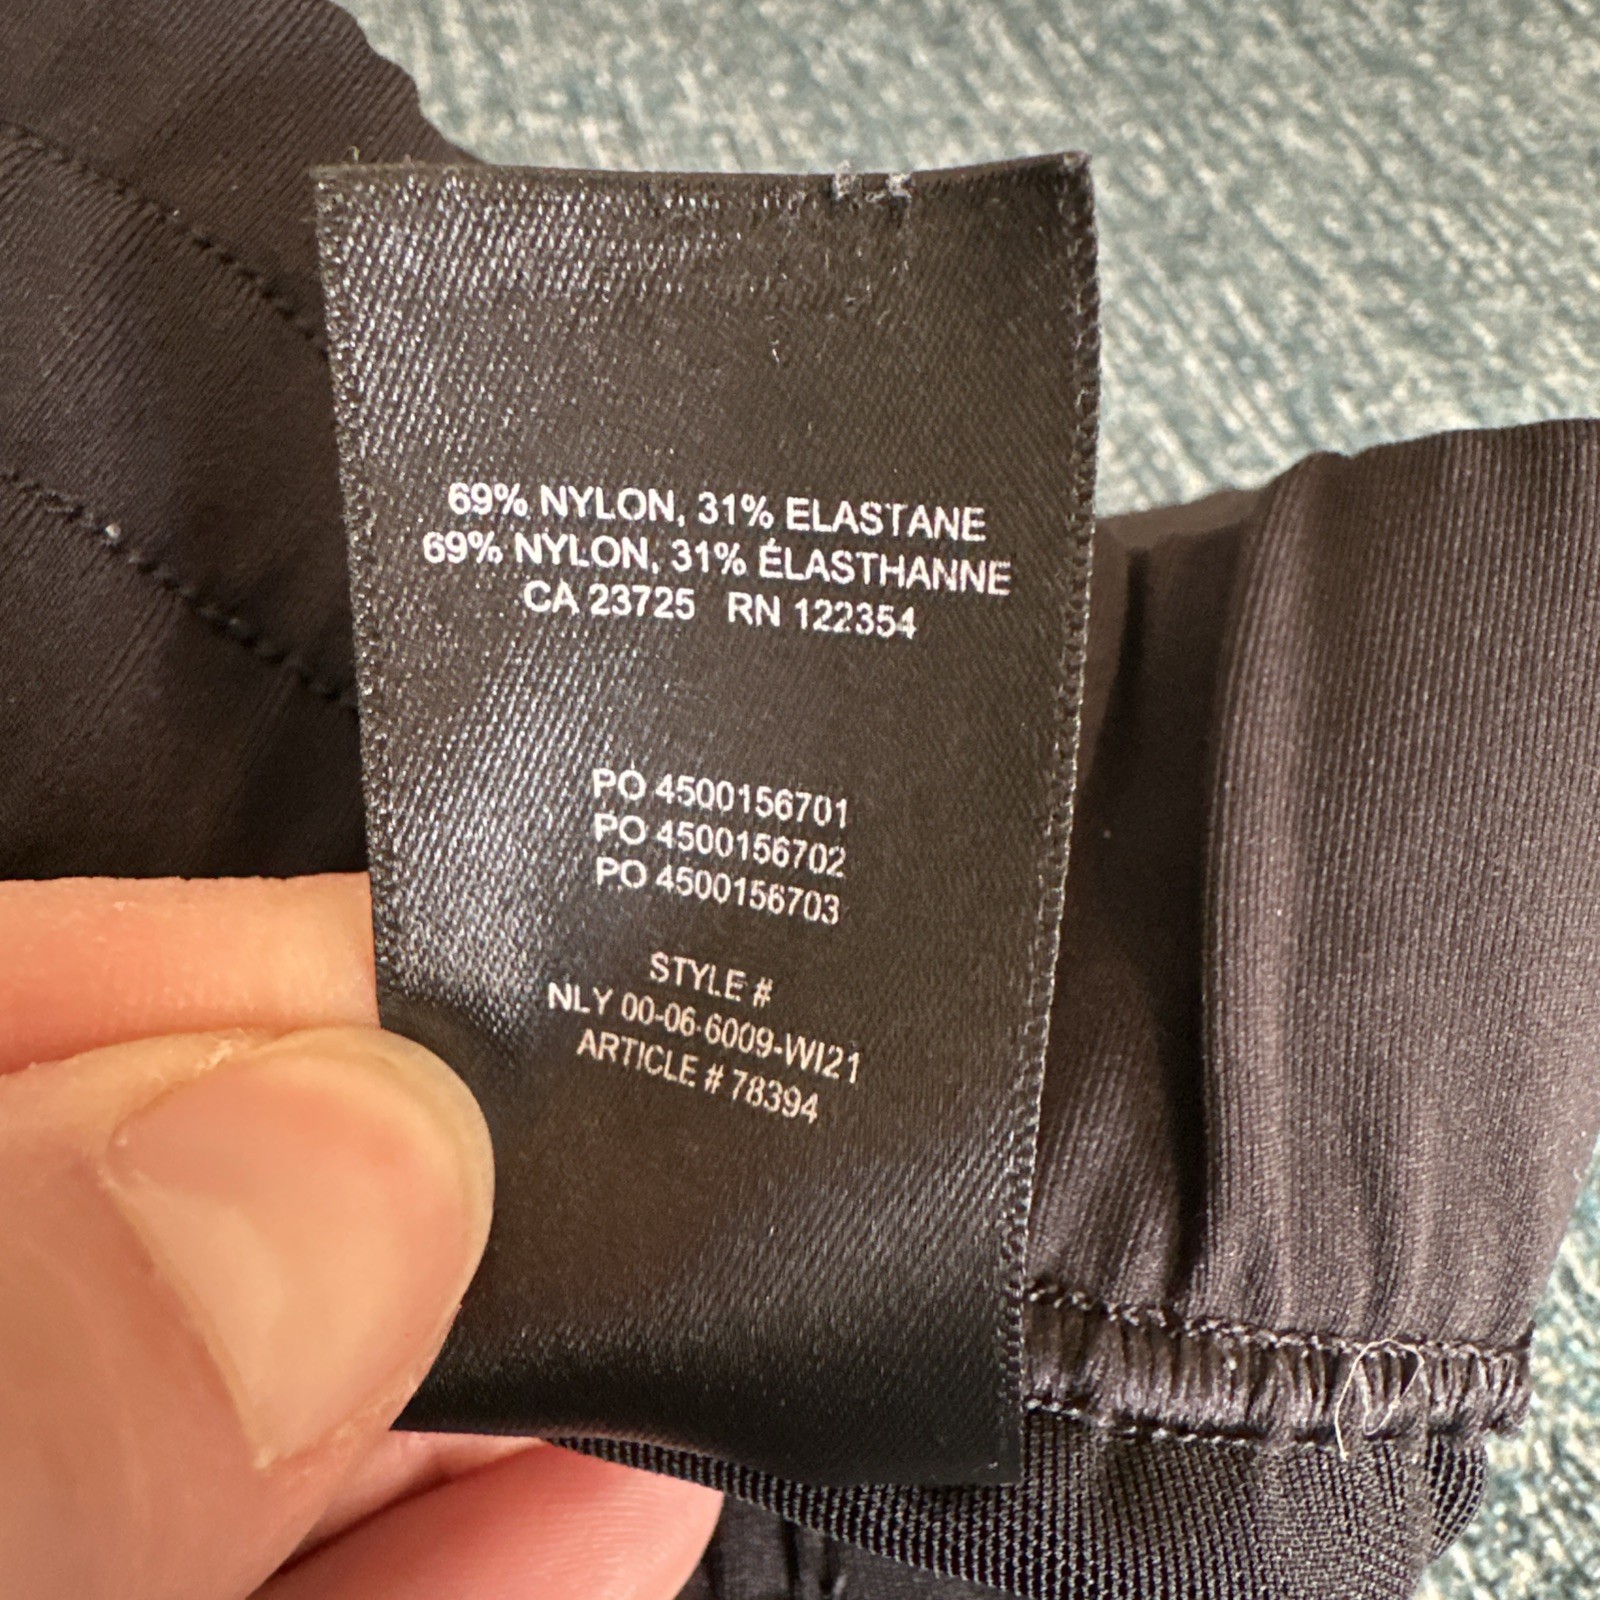 69% NYLON, 31% ELASTANE
69% NYLON, 31% ÉLASTHANNE
CA 23725 RN 122354
PO 4500156701
PO 4500156702
PO 4500156703
STYLE #
NLY 00-06-6009-WI21
ARTICLE # 78394